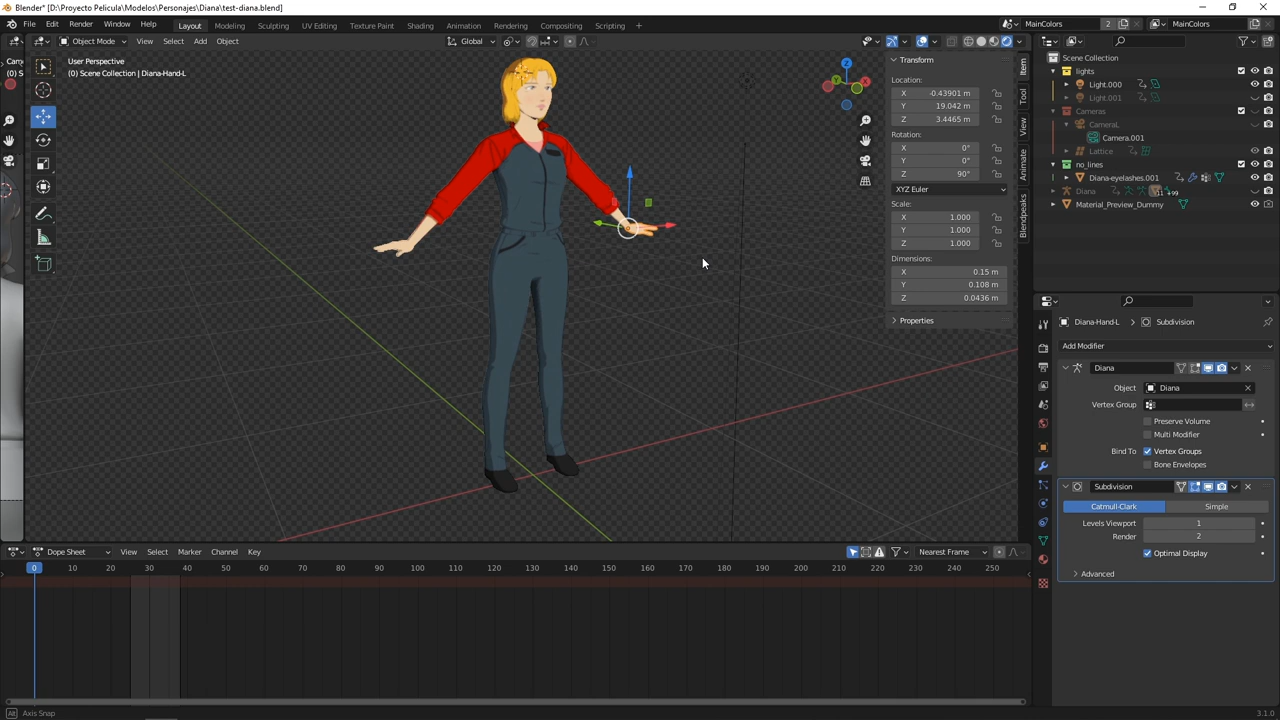 Blender* [D:\Proyecto Pelicula\Modelos\Personajes\Diana\test-diana.blend]
File Edit Render Window Help Layout Modeling Sculpting UV Editing Texture Paint Shading Animation Rendering Compositing Scripting +
MainColors 2 MainColors
Object Mode View Select Add Object Global
User Perspective
(0) Scene Collection | Diana-Hand-L
Z
Y
Transform
Location:
X -0.43901 m
Y 19.042 m
Z 3.4465 m
Rotation:
X 0°
Y 0°
Z 90°
XYZ Euler
Scale:
X 1.000
Y 1.000
Z 1.000
Dimensions:
X 0.15 m
Y 0.108 m
Z 0.0436 m
Properties
Item
Tool
View
Animate
Blendpeaks
Scene Collection
lights
Light.000
Light.001
Cameras
CameraL
Camera.001
Lattice
no_lines
Diana-eyelashes.001
Diana
Material_Preview_Dummy
Diana-Hand-L > Subdivision
Add Modifier
Diana
Object Diana
Vertex Group
Preserve Volume
Multi Modifier
Bind To Vertex Groups
Bone Envelopes
Subdivision
Catmull-Clark Simple
Levels Viewport 1
Render 2
Optimal Display
Advanced
Dope Sheet View Select Marker Channel Key Nearest Frame
0 10 20 30 40 50 60 70 80 90 100 110 120 130 140 150 160 170 180 190 200 210 220 230 240 250
Axis Snap
3.1.0